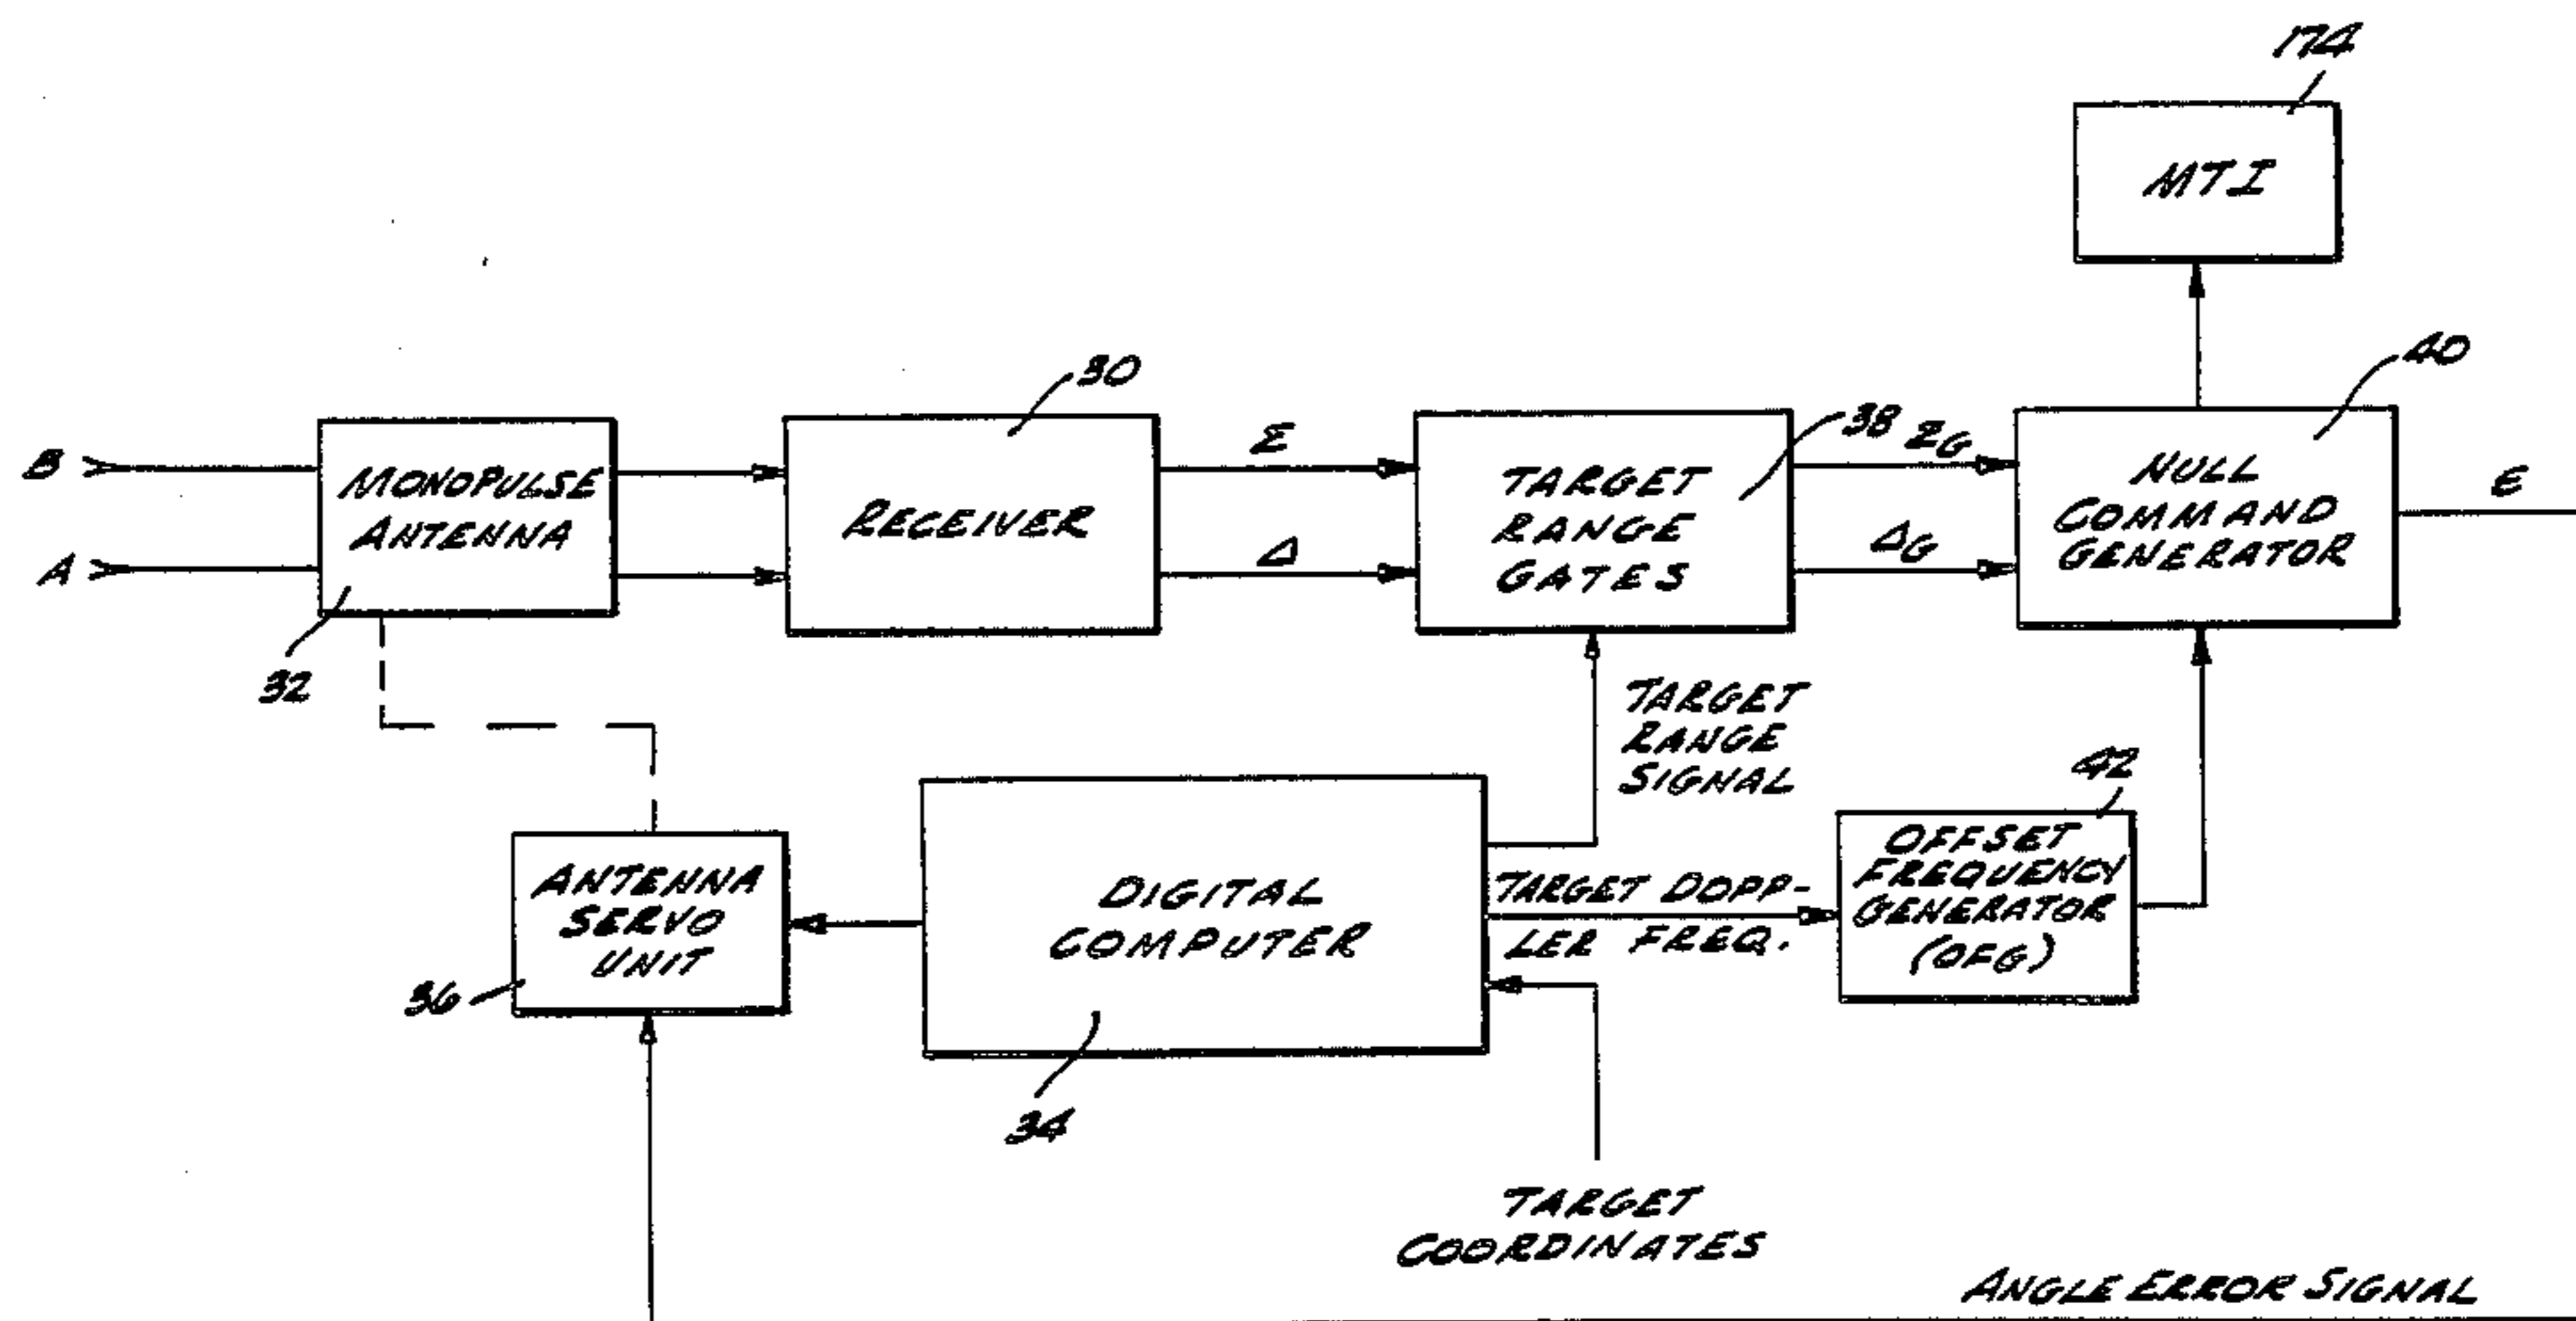 174
MTI
30
40
B
MONOPULSE
ANTENNA
A
32
RECEIVER
Σ
Δ
TARGET
RANGE
GATES
38
ΣG
ΔG
NULL
COMMAND
GENERATOR
ε
TARGET
RANGE
SIGNAL
42
ANTENNA
SERVO
UNIT
36
DIGITAL
COMPUTER
34
TARGET DOPP-
LER FREQ.
OFFSET
FREQUENCY
GENERATOR
(OFG)
TARGET
COORDINATES
ANGLE ERROR SIGNAL